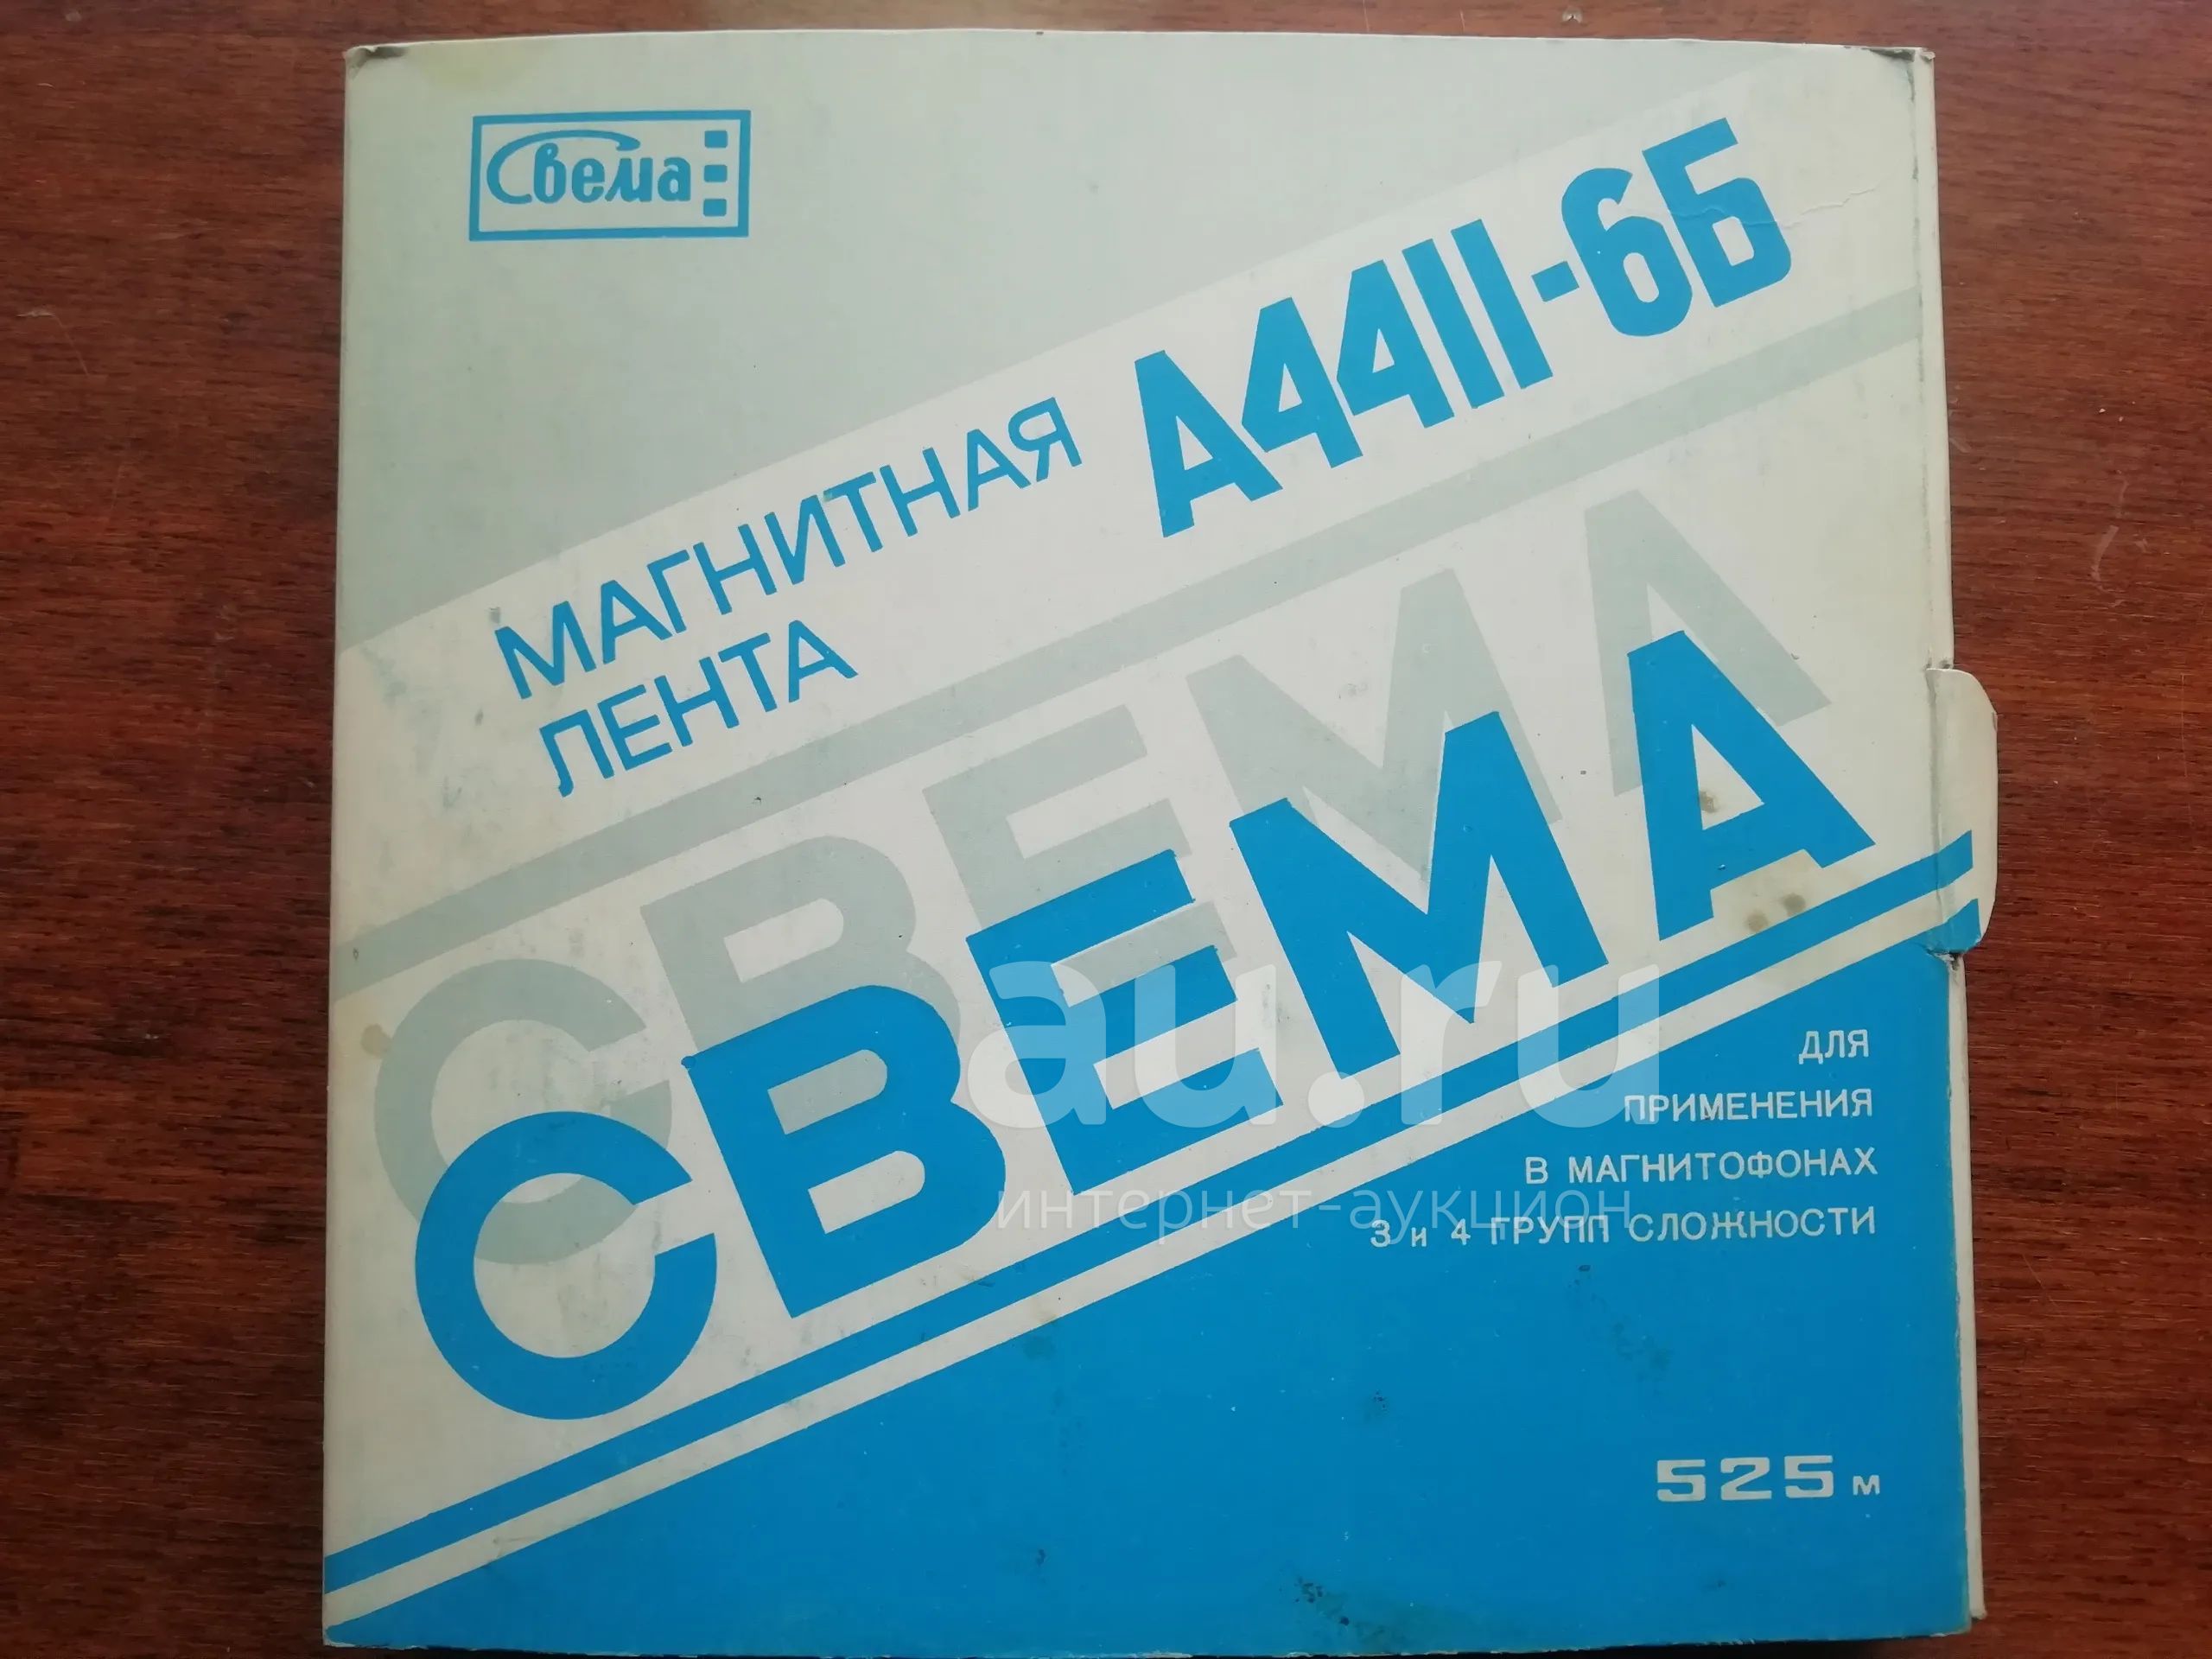 Свема
МАГНИТНАЯ А4411-6Б
ЛЕНТА
СВЕМА
СВЕМА
au.ru
интернет-аукцион
ДЛЯ
ПРИМЕНЕНИЯ
В МАГНИТОФОНАХ
3 и 4 ГРУПП СЛОЖНОСТИ
525 м